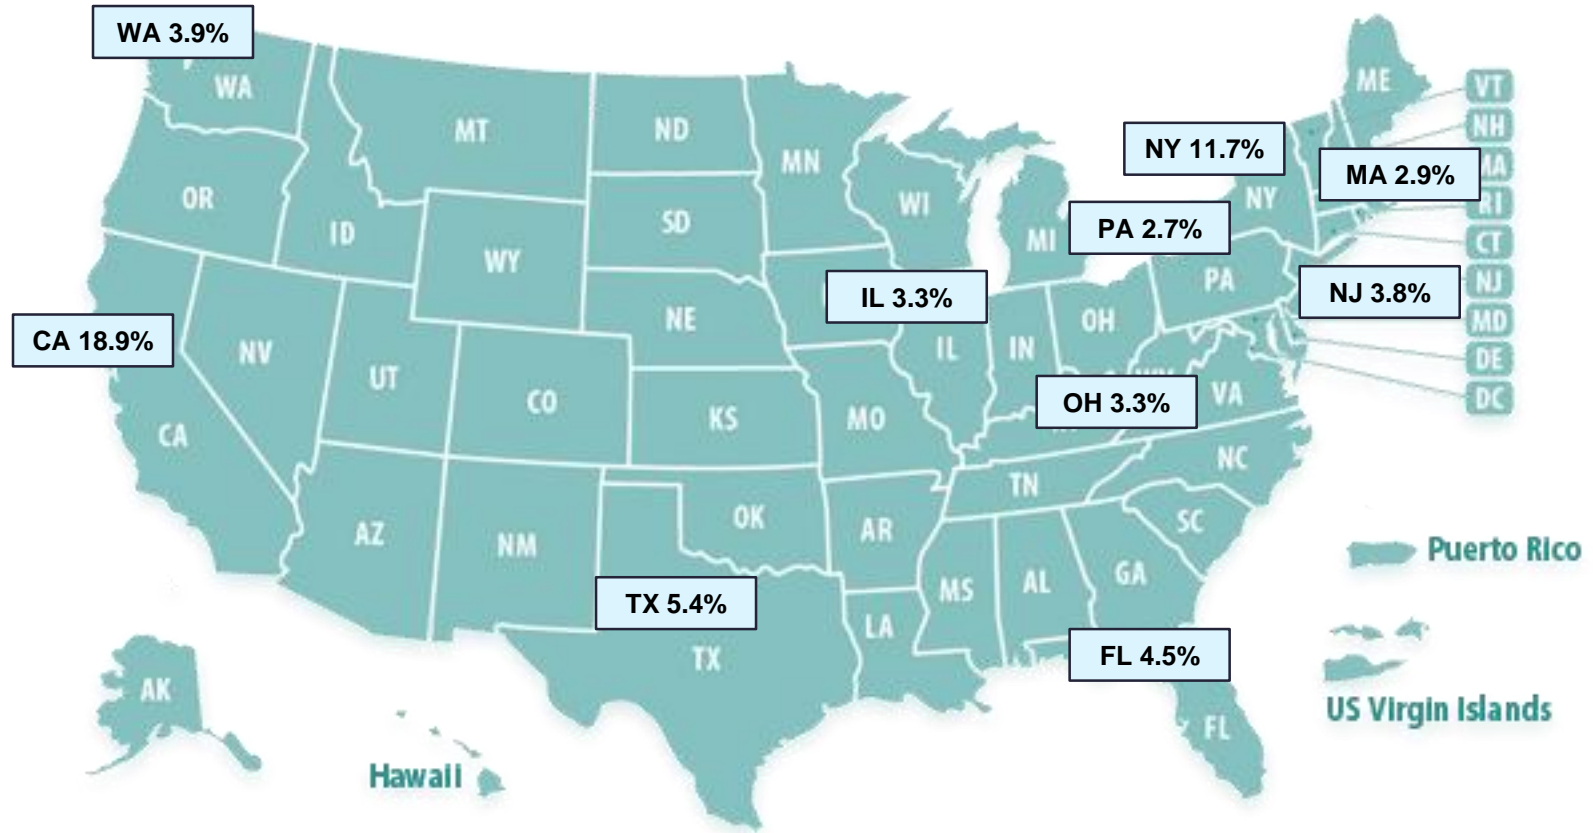 WA 3.9%
WA
MT
ND
MN
ME
VT
NH
NY 11.7%
MA
MA 2.9%
OR
ID
SD
WI
NY
RI
MI
PA 2.7%
CT
WY
PA
NJ
IL 3.3%
NJ 3.8%
NE
OH
MD
CA 18.9%
NV
UT
IL
IN
DE
CO
KS
MO
OH 3.3%
VA
DC
CA
NC
TN
AZ
NM
OK
AR
SC
Puerto Rico
GA
MS
AL
TX 5.4%
LA
TX
FL 4.5%
AK
US Virgin Islands
FL
Hawaii